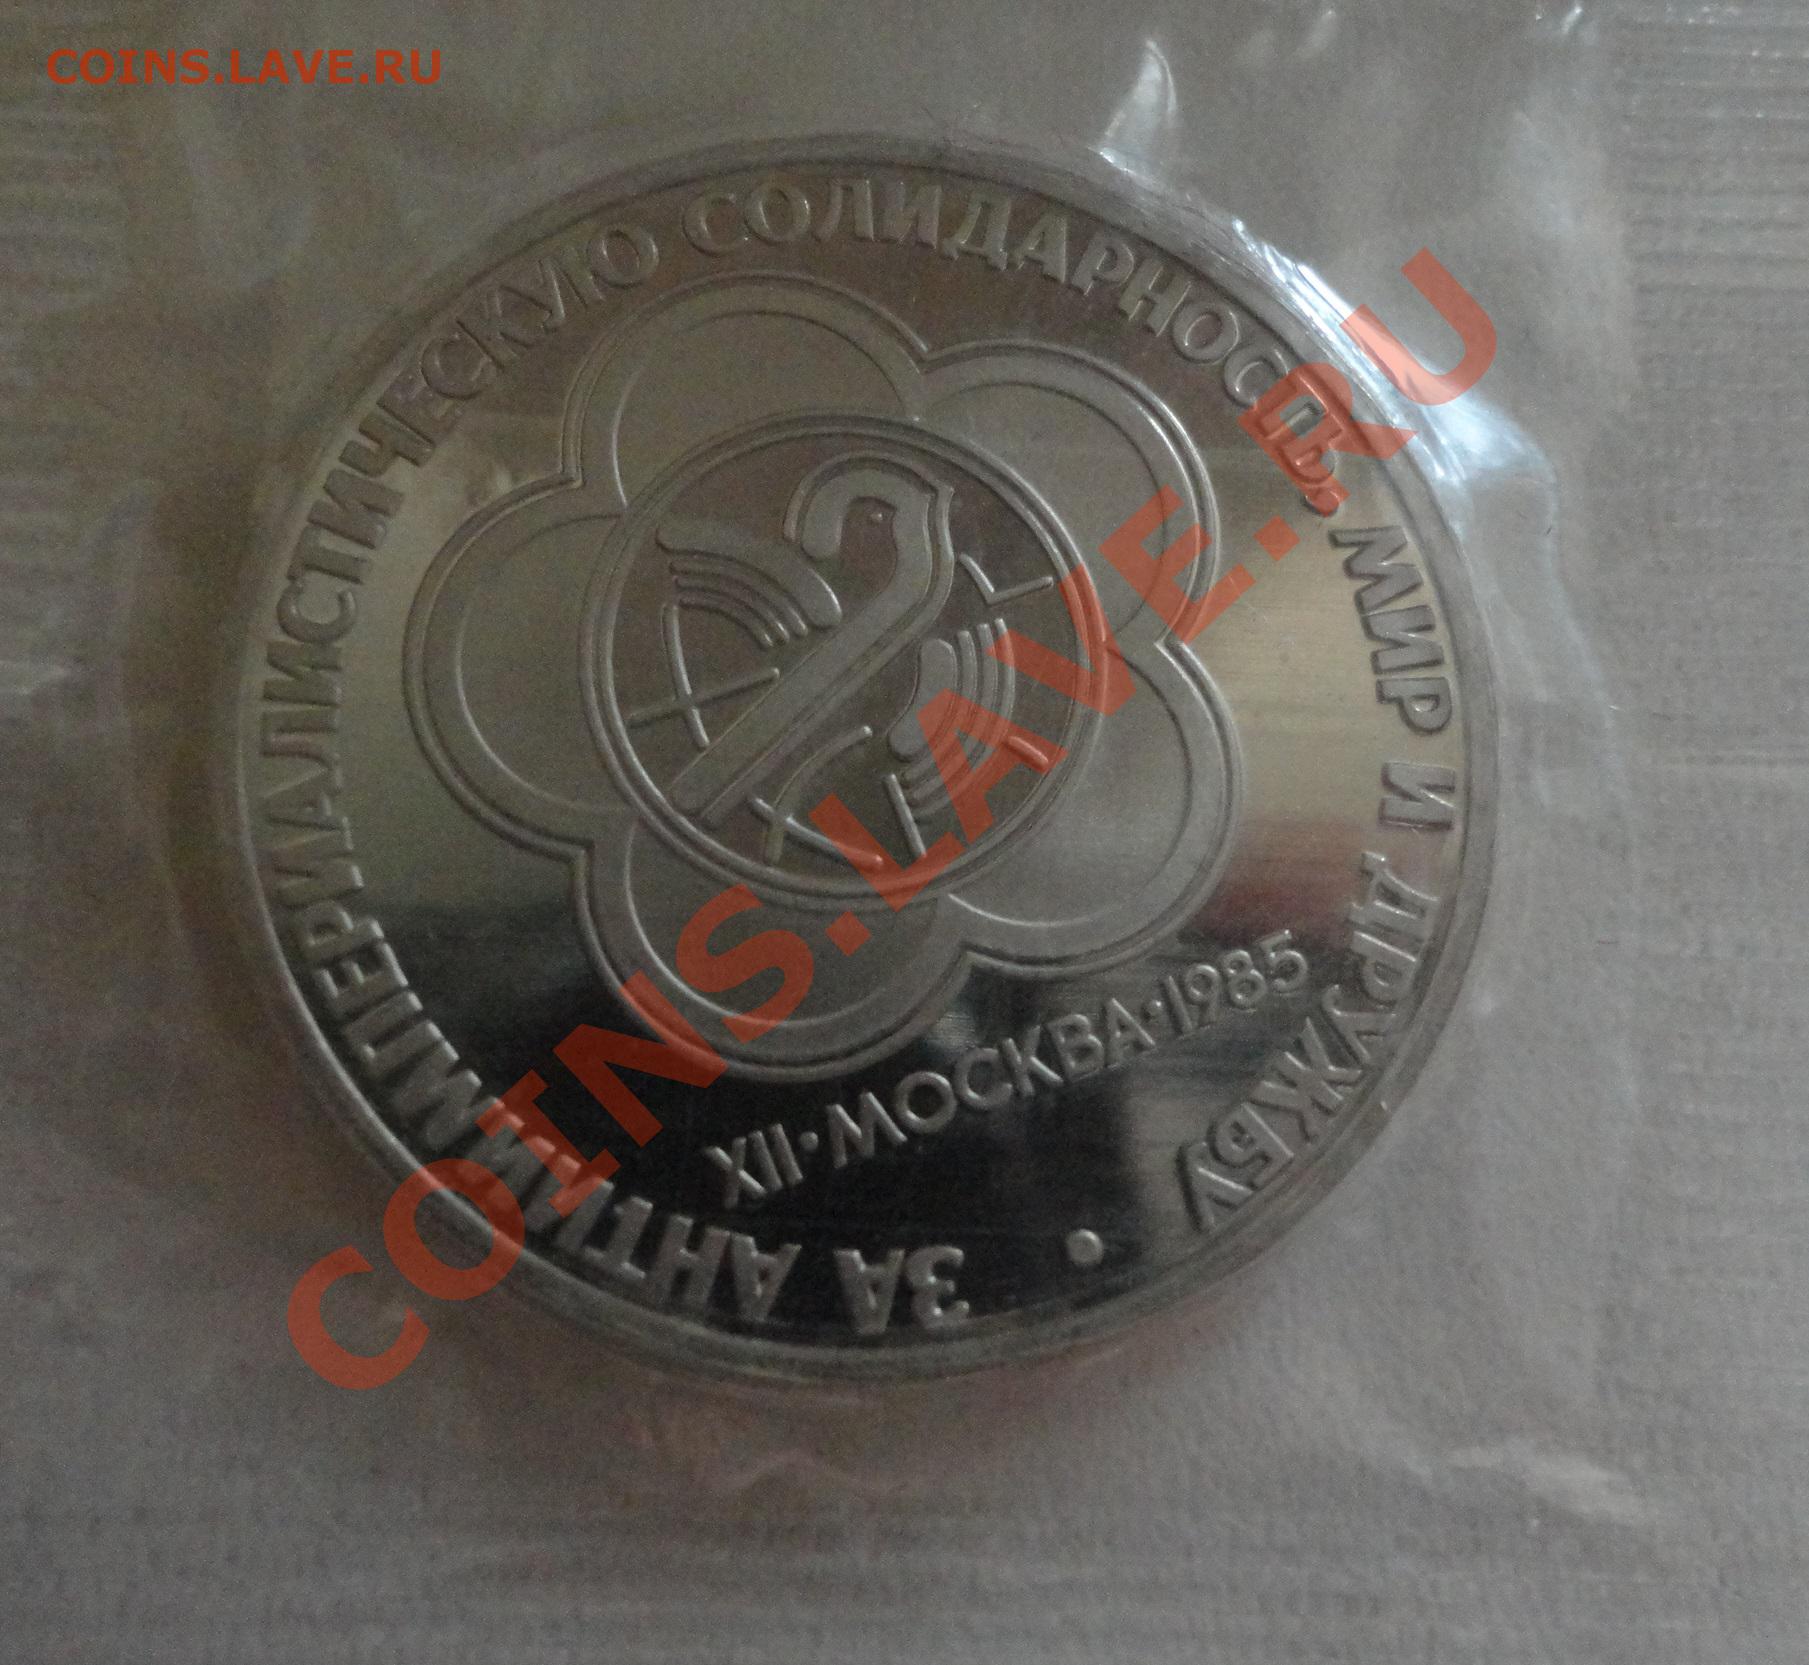 COINS.LAVE.RU
ЗА АНТИИМПЕРИАЛИСТИЧЕСКУЮ СОЛИДАРНОСТЬ МИР И ДРУЖБУ •
XII•МОСКВА•1985
COINS.LAVE.RU